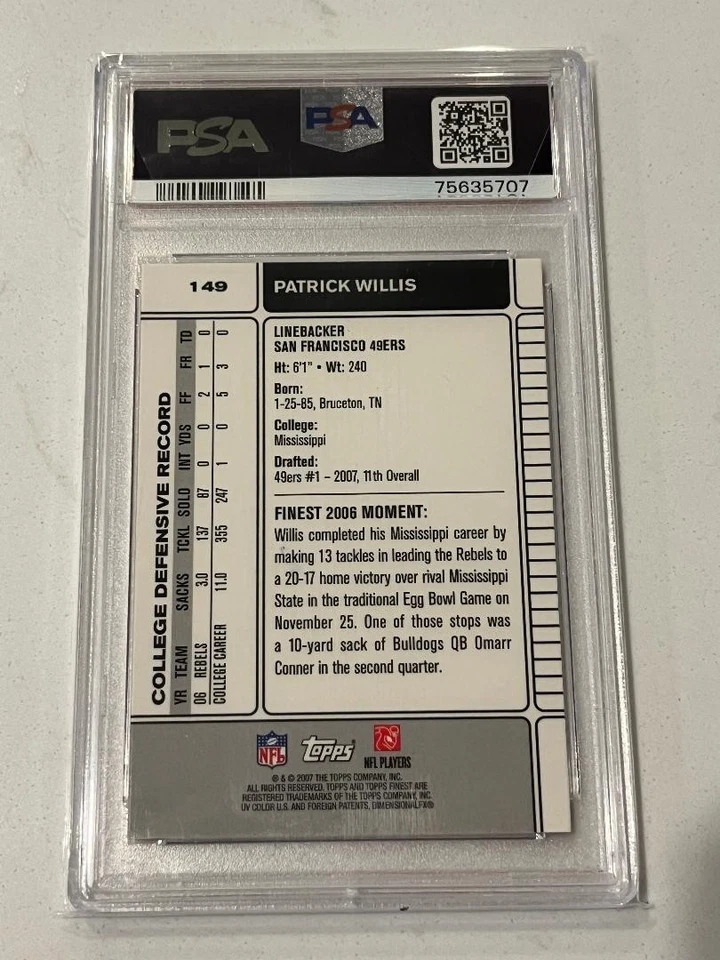 PSA
PSA
75635707
149
PATRICK WILLIS
COLLEGE DEFENSIVE RECORD
YR TEAM SACKS TCKL SOLO INT YDS FF FR TD
06 REBELS 3.0 137 87 0 0 2 1 0
COLLEGE CAREER 11.0 355 247 1 0 5 3 0
LINEBACKER
SAN FRANCISCO 49ERS
Ht: 6'1" • Wt: 240
Born:
1-25-85, Bruceton, TN
College:
Mississippi
Drafted:
49ers #1 – 2007, 11th Overall
FINEST 2006 MOMENT:
Willis completed his Mississippi career by
making 13 tackles in leading the Rebels to
a 20-17 home victory over rival Mississippi
State in the traditional Egg Bowl Game on
November 25. One of those stops was
a 10-yard sack of Bulldogs QB Omarr
Conner in the second quarter.
NFL
Topps
NFL PLAYERS
® & © 2007 THE TOPPS COMPANY, INC.
ALL RIGHTS RESERVED. TOPPS AND TOPPS FINEST ARE
REGISTERED TRADEMARKS OF THE TOPPS COMPANY, INC.
UV COLOR U.S. AND FOREIGN PATENTS, DIMENSIONALFX®